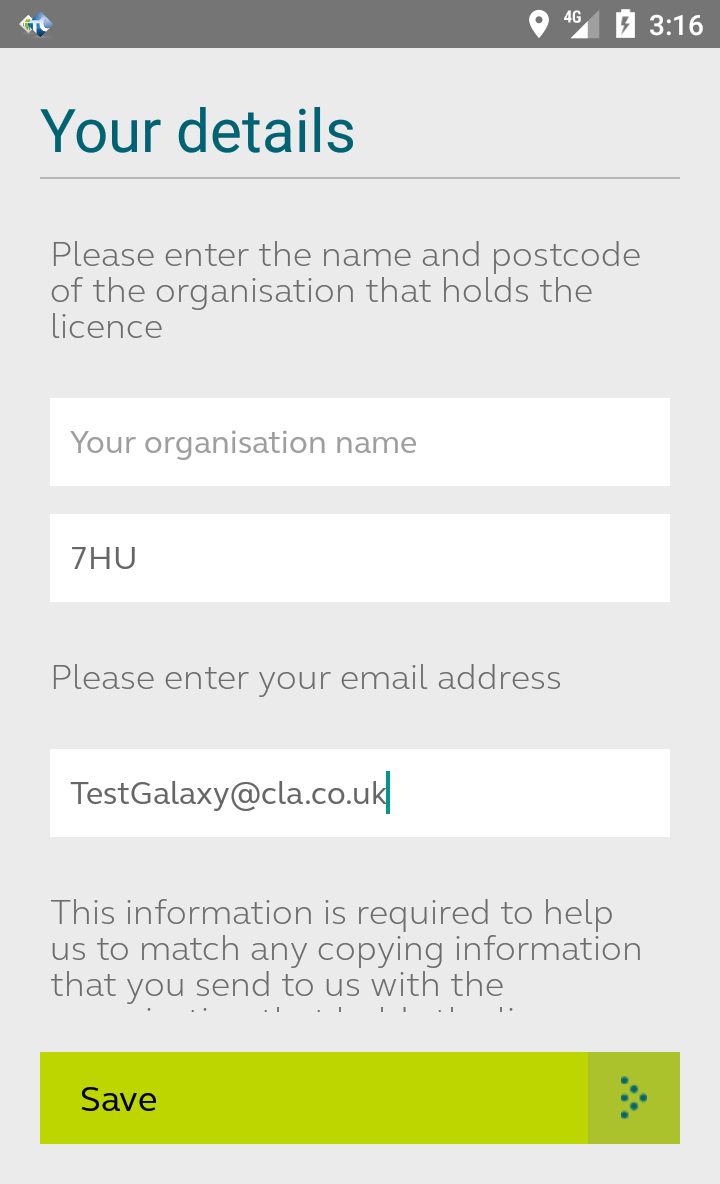 4G 3:16
Your details
Please enter the name and postcode
of the organisation that holds the
licence
Your organisation name
7HU
Please enter your email address
TestGalaxy@cla.co.uk
This information is required to help
us to match any copying information
that you send to us with the
Save